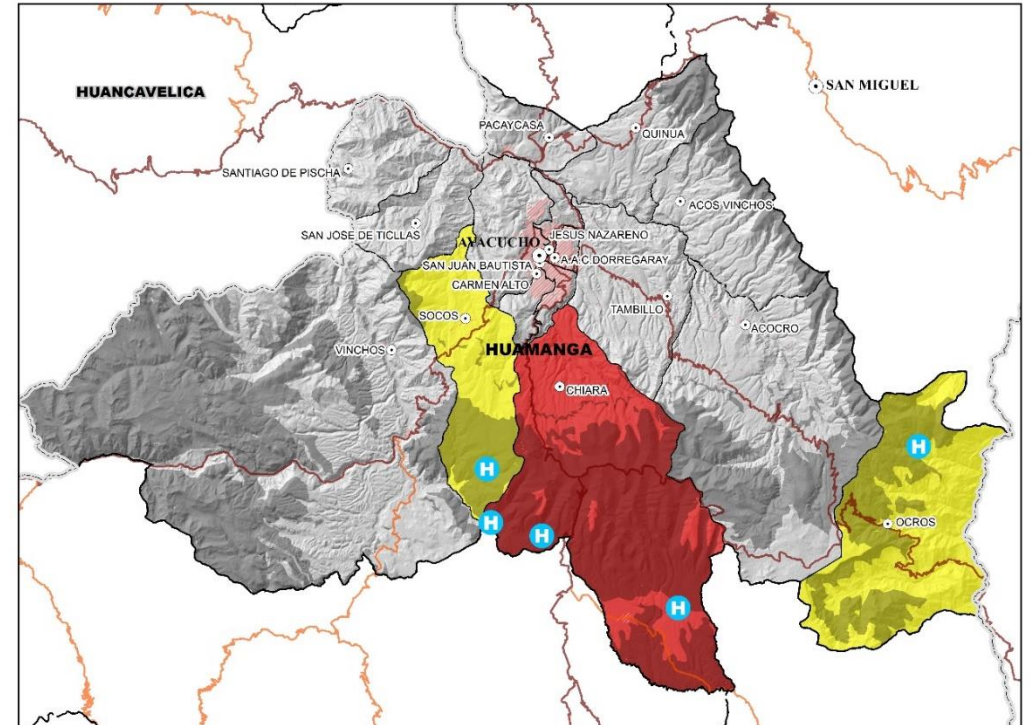 HUANCAVELICA
SAN MIGUEL
PACAYCASA
QUINUA
SANTIAGO DE PISCHA
ACOS VINCHOS
SAN JOSE DE TICLLAS
JESUS NAZARENO
AYACUCHO
A.A.C.DORREGARAY
SAN JUAN BAUTISTA
CARMEN ALTO
TAMBILLO
SOCOS
ACOCRO
VINCHOS
HUAMANGA
CHIARA
H
H
H
OCROS
H
H